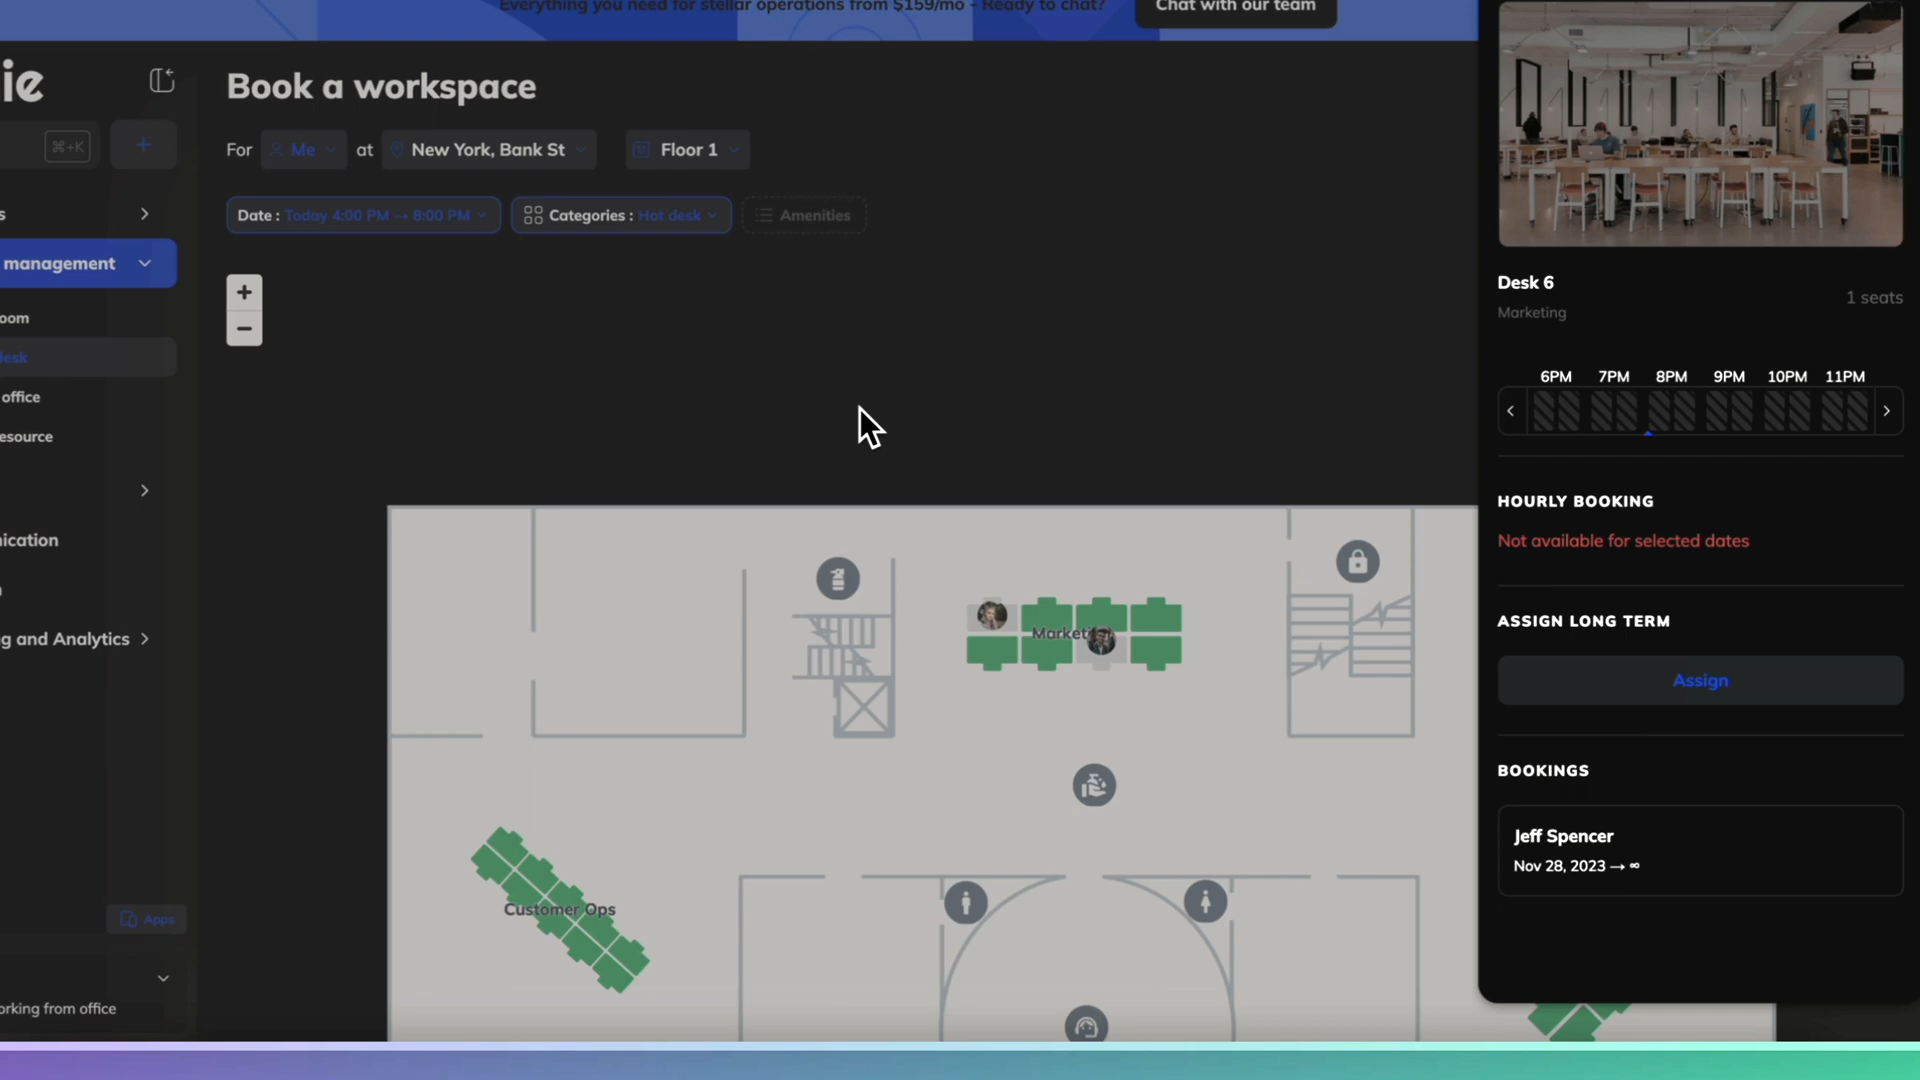 Everything you need for stellar operations from $159/mo - Ready to chat?
Chat with our team
ie
⌘+K
s
management
oom
desk
office
esource
ication
n
g and Analytics
Apps
orking from office
Book a workspace
For Me at New York, Bank St Floor 1
Date : Today 4:00 PM → 8:00 PM Categories : Hot desk Amenities
+
−
Marketi
Customer Ops
Desk 6
1 seats
Marketing
6PM 7PM 8PM 9PM 10PM 11PM
HOURLY BOOKING
Not available for selected dates
ASSIGN LONG TERM
Assign
BOOKINGS
Jeff Spencer
Nov 28, 2023 → ∞